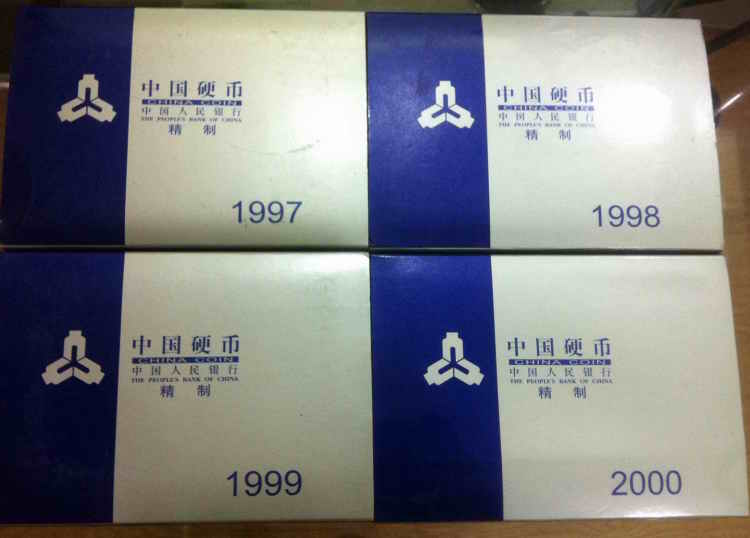 中国硬币
CHINA COIN
中国人民银行
THE PEOPLE'S BANK OF CHINA
精制
1997
中国硬币
CHINA COIN
中国人民银行
THE PEOPLE'S BANK OF CHINA
精制
1998
中国硬币
CHINA COIN
中国人民银行
THE PEOPLE'S BANK OF CHINA
精制
1999
中国硬币
CHINA COIN
中国人民银行
THE PEOPLE'S BANK OF CHINA
精制
2000